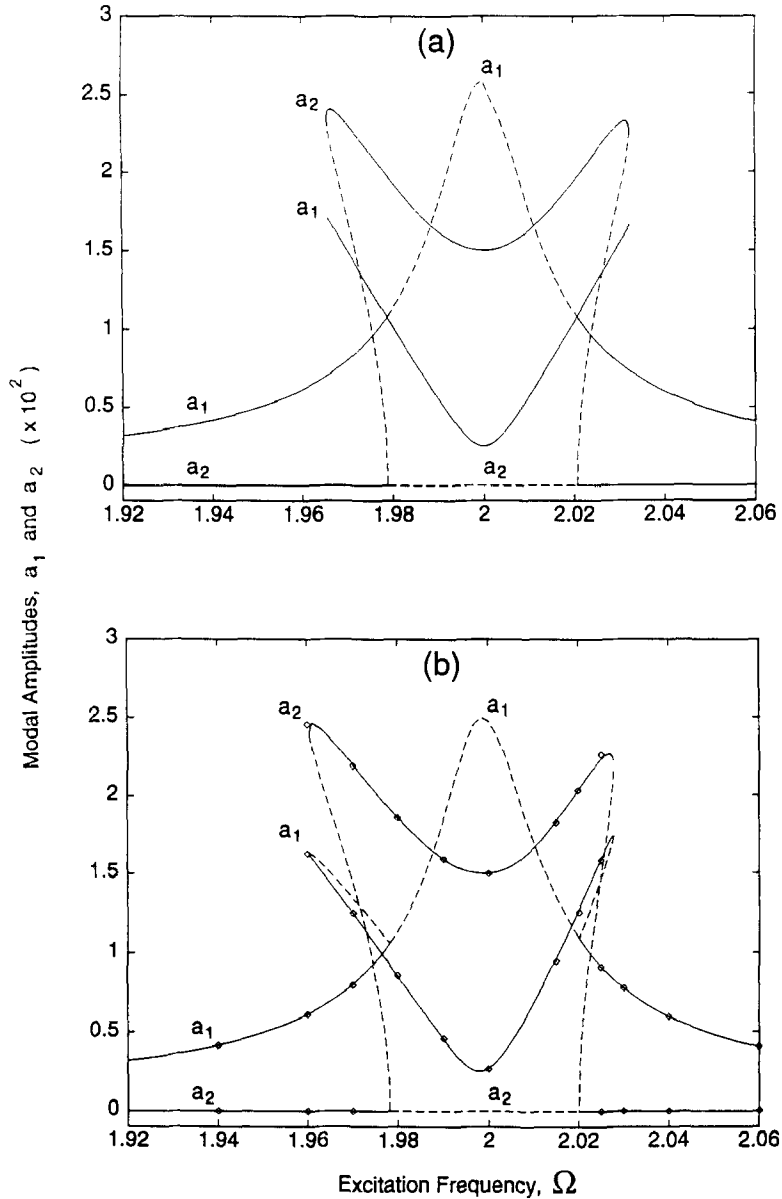 (a)
3
2.5
2
1.5
1
0.5
0
a1
a2
a1
a1
a2
a2
1.92
1.94
1.96
1.98
2
2.02
2.04
2.06
Modal Amplitudes, a1 and a2 (x 10^2)
(b)
3
2.5
2
1.5
1
0.5
0
a2
a1
a1
a1
a2
a2
1.92
1.94
1.96
1.98
2
2.02
2.04
2.06
Excitation Frequency, Ω